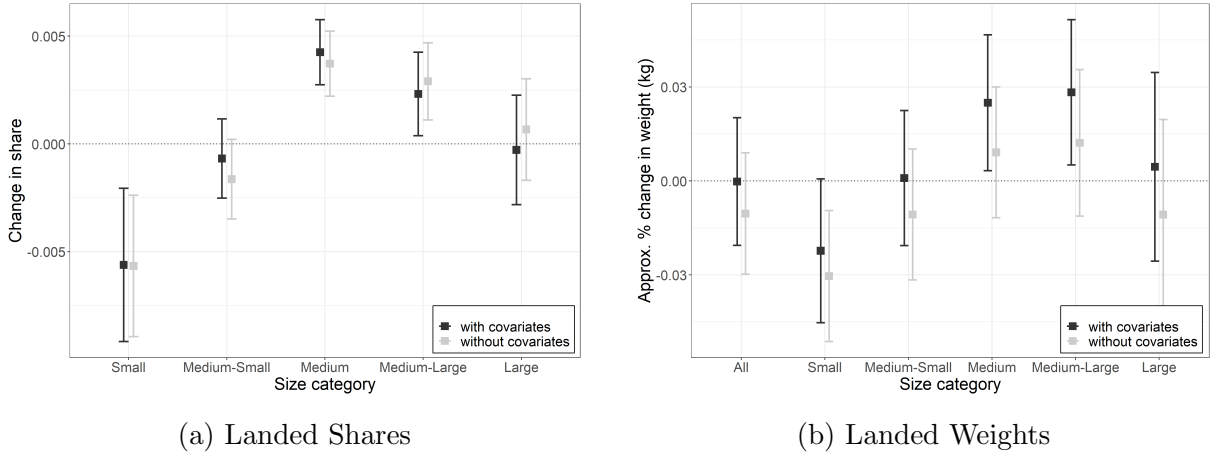 Change in share
0.005
0.000
-0.005
with covariates
without covariates
Small Medium-Small Medium Medium-Large Large
Size category
(a) Landed Shares
Approx. % change in weight (kg)
0.03
0.00
-0.03
with covariates
without covariates
All Small Medium-Small Medium Medium-Large Large
Size category
(b) Landed Weights